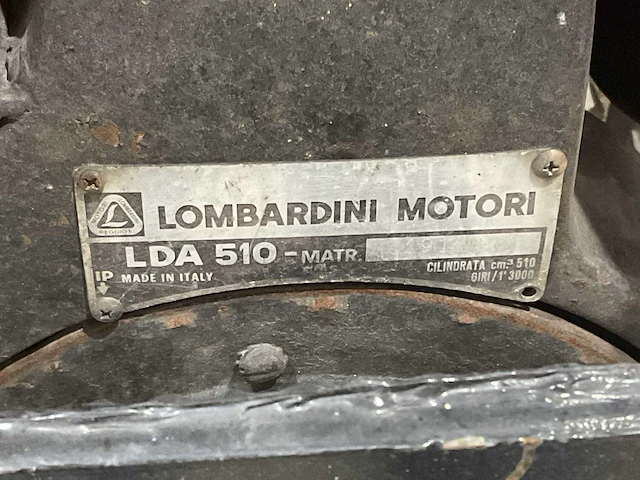 LOMBARDINI MOTORI
LDA 510 - MATR.
IP MADE IN ITALY
CILINDRATA cm³ 510
GIRI/1' 3000